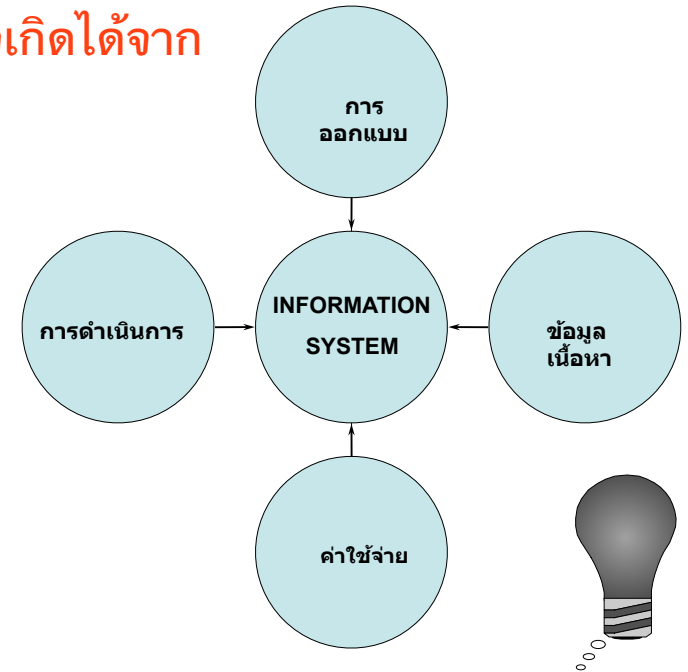 เกิดได้จาก
การ
ออกแบบ
การดำเนินการ
INFORMATION
SYSTEM
ข้อมูล
เนื้อหา
ค่าใช้จ่าย